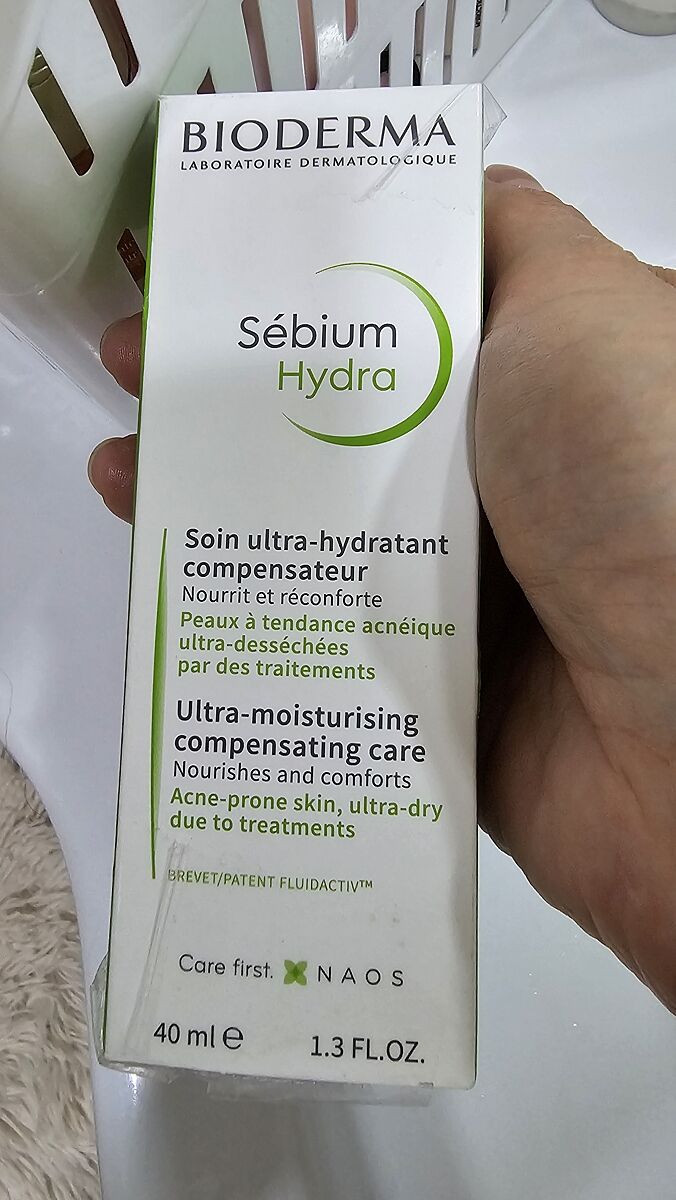 BIODERMA
LABORATOIRE DERMATOLOGIQUE
Sébium
Hydra
Soin ultra-hydratant
compensateur
Nourrit et réconforte
Peaux à tendance acnéique
ultra-desséchées
par des traitements
Ultra-moisturising
compensating care
Nourishes and comforts
Acne-prone skin, ultra-dry
due to treatments
BREVET/PATENT FLUIDACTIV™
Care first. NAOS
40 ml ℮ 1.3 FL.OZ.